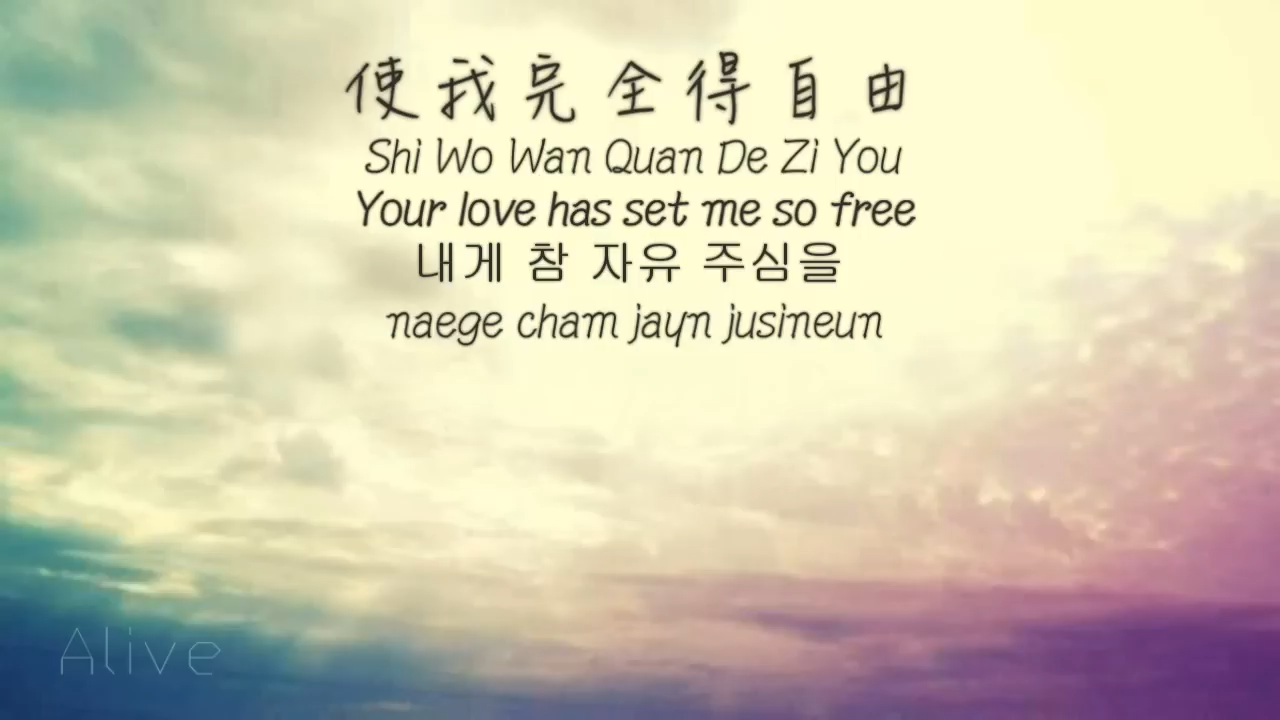 使我完全得自由
Shi Wo Wan Quan De Zi You
Your love has set me so free
내게 참 자유 주심을
naege cham jayn jusineun
Alive